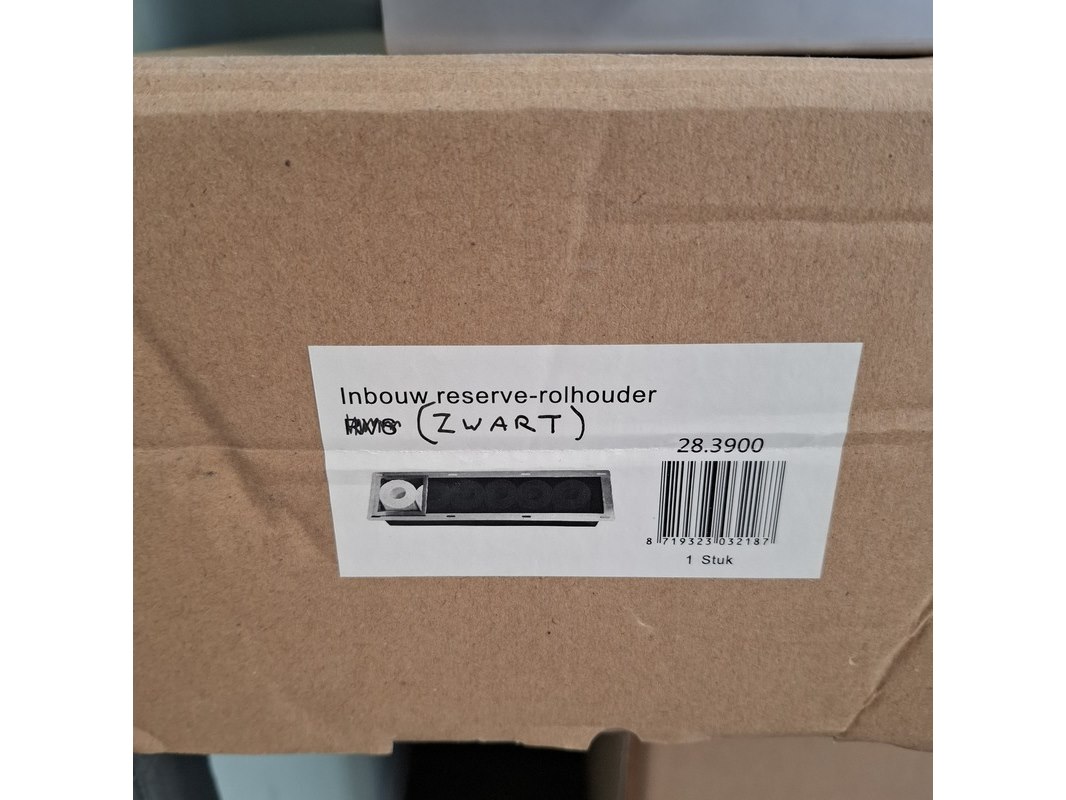 Inbouw reserve-rolhouder
(ZWART)
28.3900
8 719323 032187
1 Stuk